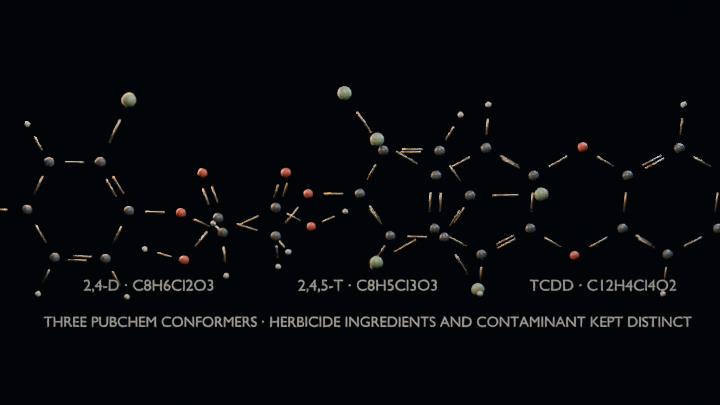 2,4-D · C8H6Cl2O3
2,4,5-T · C8H5Cl3O3
TCDD · C12H4Cl4O2
THREE PUBCHEM CONFORMERS · HERBICIDE INGREDIENTS AND CONTAMINANT KEPT DISTINCT